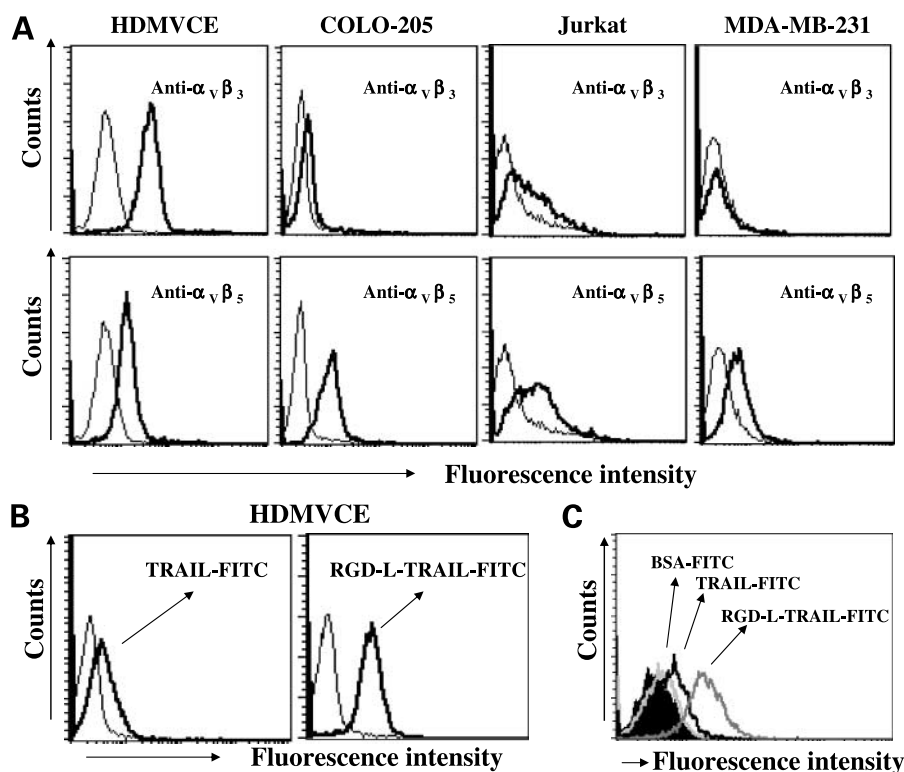 A
HDMVCE COLO-205 Jurkat MDA-MB-231
Counts
Anti-αVβ3 Anti-αVβ3 Anti-αVβ3 Anti-αVβ3
Counts
Anti-αVβ5 Anti-αVβ5 Anti-αVβ5 Anti-αVβ5
Fluorescence intensity
B
HDMVCE
Counts
TRAIL-FITC RGD-L-TRAIL-FITC
Fluorescence intensity
C
Counts
BSA-FITC
TRAIL-FITC
RGD-L-TRAIL-FITC
Fluorescence intensity